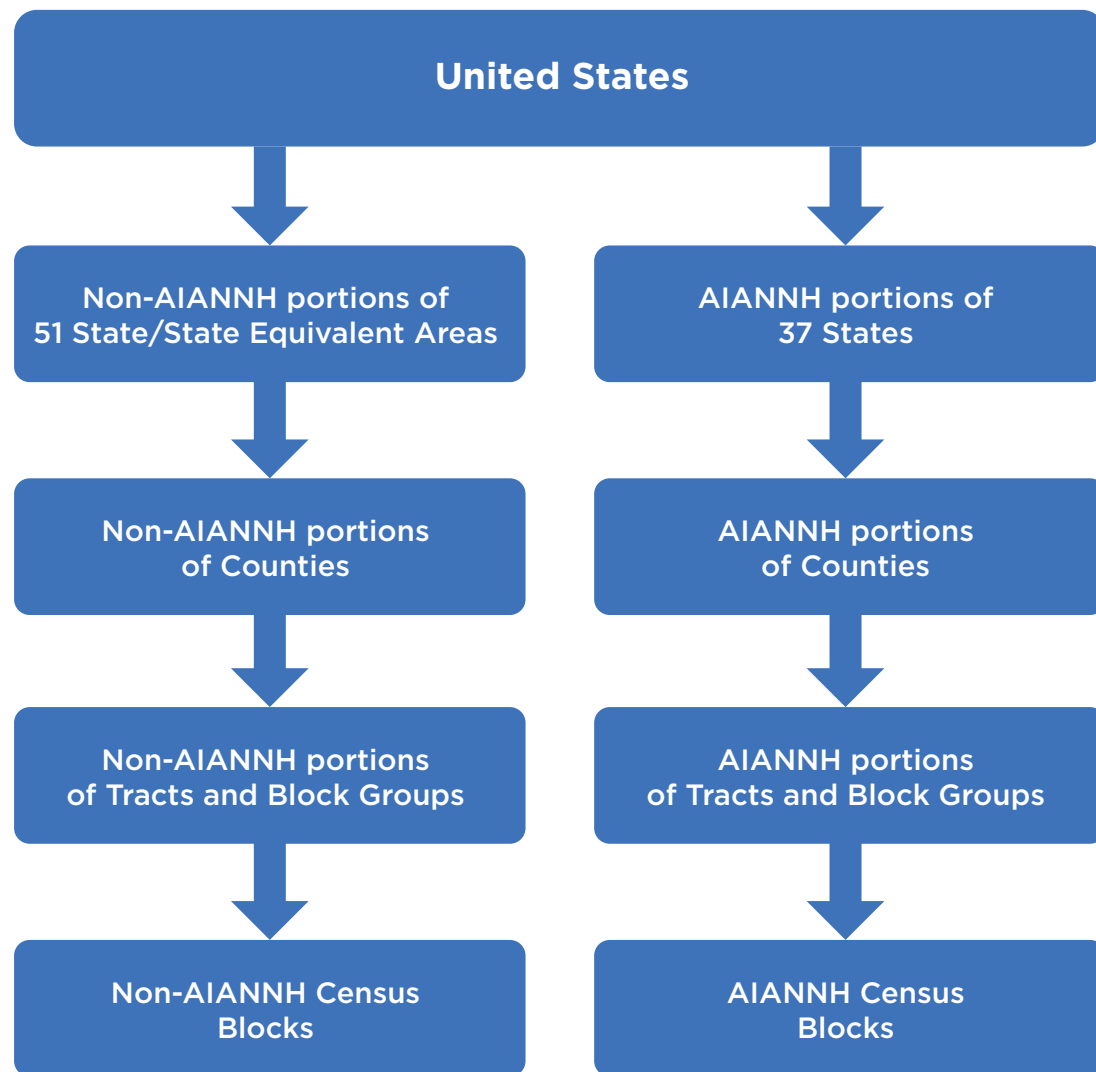 United States
Non-AIANNH portions of
51 State/State Equivalent Areas
AIANNH portions of
37 States
Non-AIANNH portions
of Counties
AIANNH portions
of Counties
Non-AIANNH portions
of Tracts and Block Groups
AIANNH portions
of Tracts and Block Groups
Non-AIANNH Census
Blocks
AIANNH Census
Blocks